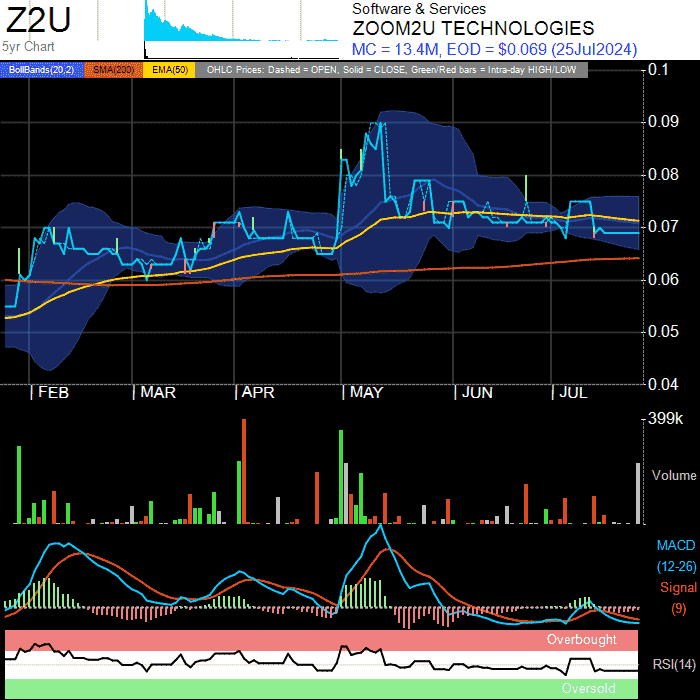 Z2U
5yr Chart
Software & Services
ZOOM2U TECHNOLOGIES
MC = 13.4M, EOD = $0.069 (25Jul2024)
BollBands(20,2) SMA(200) EMA(50) OHLC Prices: Dashed = OPEN, Solid = CLOSE, Green/Red bars = Intra-day HIGH/LOW
0.1
0.09
0.08
0.07
0.06
0.05
0.04
FEB MAR APR MAY JUN JUL
399k
Volume
MACD
(12-26)
Signal
(9)
Overbought
RSI(14)
Oversold